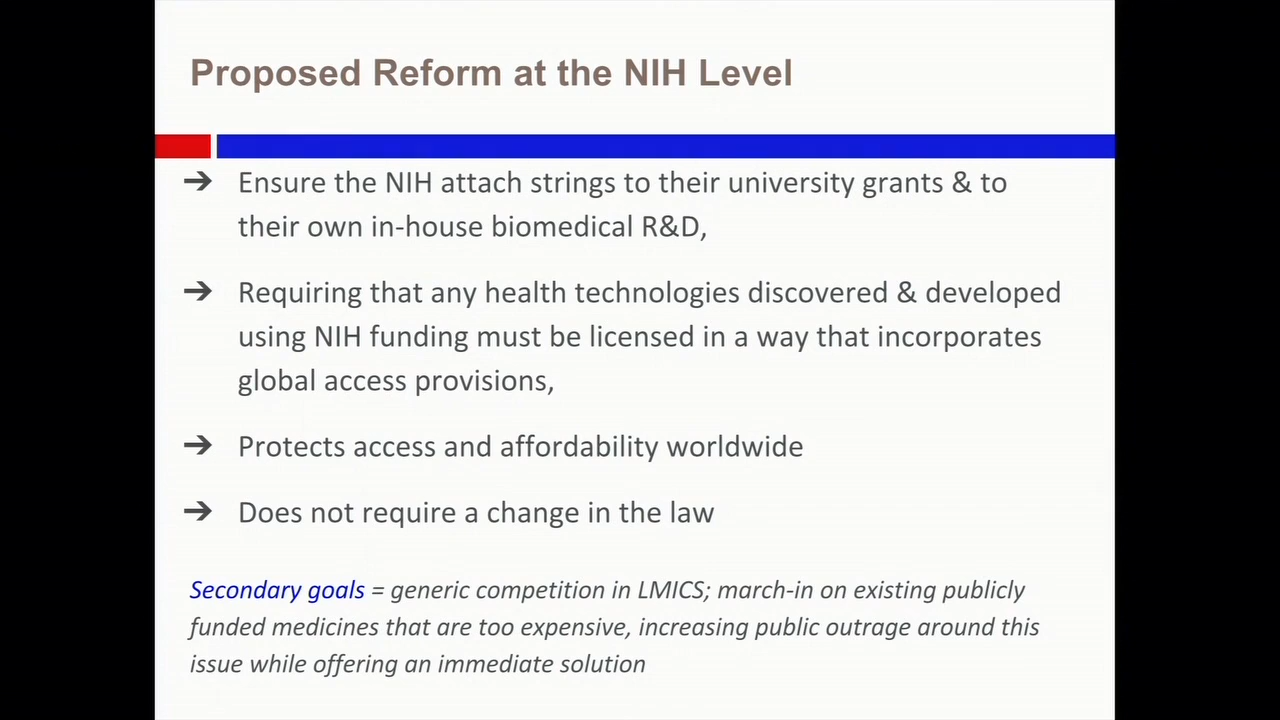 Proposed Reform at the NIH Level
➔ Ensure the NIH attach strings to their university grants & to
their own in-house biomedical R&D,
➔ Requiring that any health technologies discovered & developed
using NIH funding must be licensed in a way that incorporates
global access provisions,
➔ Protects access and affordability worldwide
➔ Does not require a change in the law
Secondary goals = generic competition in LMICS; march-in on existing publicly
funded medicines that are too expensive, increasing public outrage around this
issue while offering an immediate solution